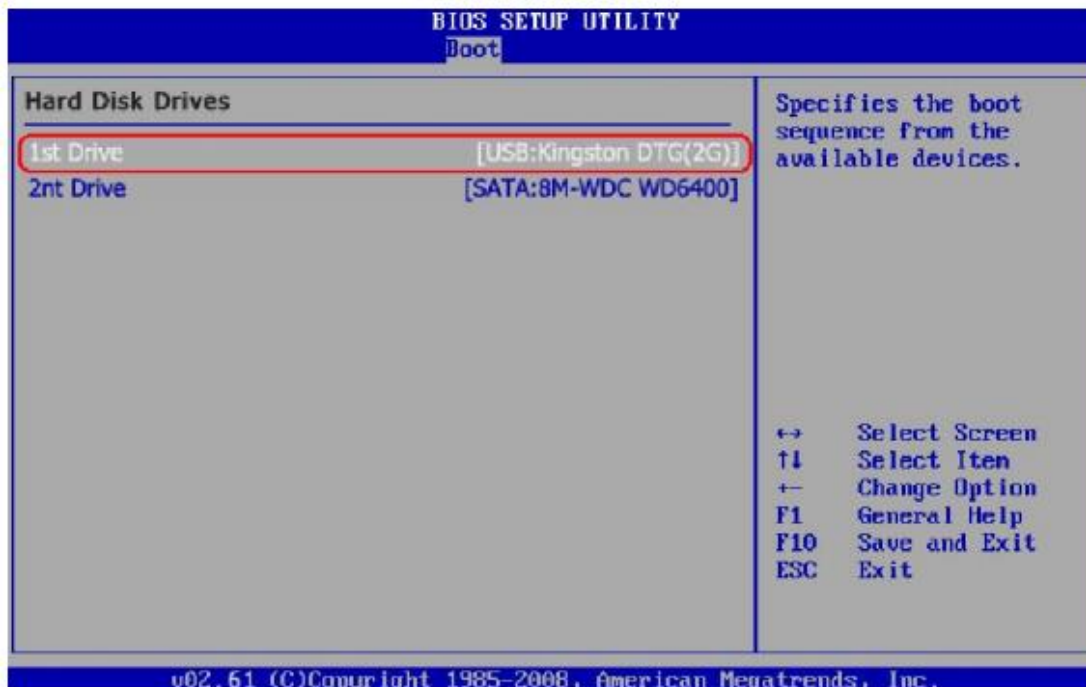 BIOS SETUP UTILITY
Boot
Hard Disk Drives
1st Drive [USB:Kingston DTG(2G)]
2nt Drive [SATA:8M-WDC WD6400]
Specifies the boot
sequence from the
available devices.
↔ Select Screen
↑↓ Select Item
+- Change Option
F1 General Help
F10 Save and Exit
ESC Exit
v02.61 (C)Copyright 1985-2008, American Megatrends, Inc.